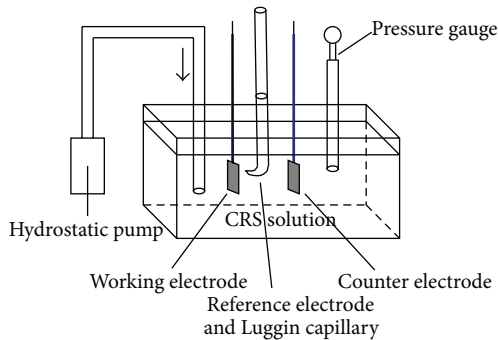 Pressure gauge
CRS solution
Hydrostatic pump
Working electrode
Counter electrode
Reference electrode
and Luggin capillary